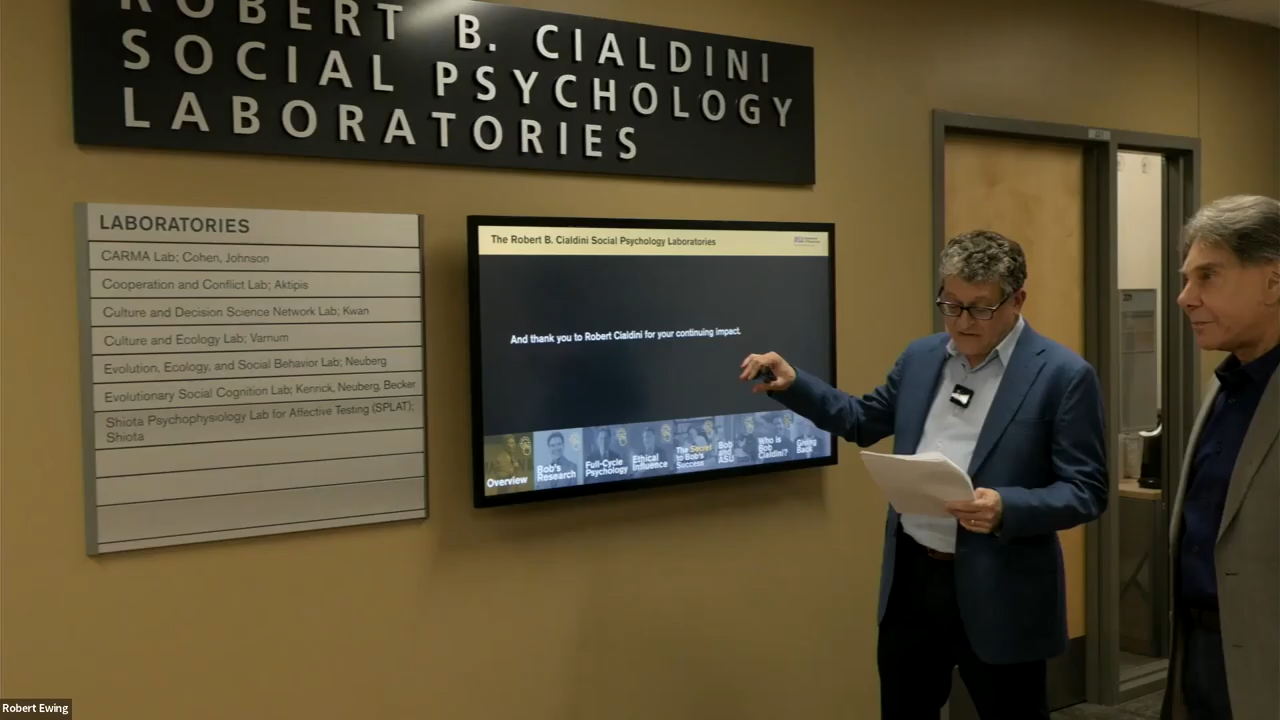 ROBERT B. CIALDINI
SOCIAL PSYCHOLOGY
LABORATORIES
LABORATORIES
CARMA Lab; Cohen, Johnson
Cooperation and Conflict Lab; Aktipis
Culture and Decision Science Network Lab; Kwan
Culture and Ecology Lab; Varnum
Evolution, Ecology, and Social Behavior Lab; Neuberg
Evolutionary Social Cognition Lab; Kenrick, Neuberg, Becker
Shiota Psychophysiology Lab for Affective Testing (SPLAT);
Shiota
The Robert B. Cialdini Social Psychology Laboratories
And thank you to Robert Cialdini for your continuing impact.
Overview
Bob's
Research
Full-Cycle
Psychology
Ethical
Influence
The Secret
to Bob's
Success
Bob
and
ASU
Who is
Bob
Cialdini?
Giving
Back
Robert Ewing